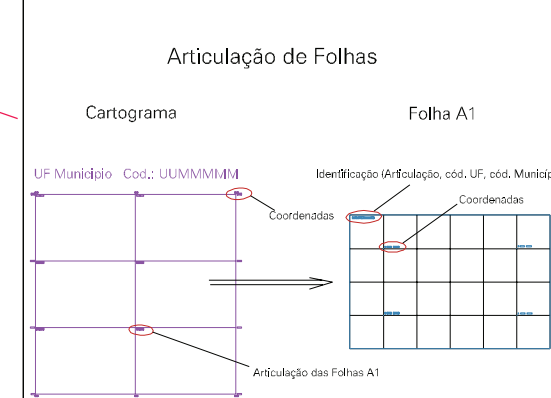 Articulação de Folhas
Cartograma
Folha A1
UF Municipio Cod.: UUMMMMM
Identificação (Articulação, cód. UF, cód. Municíp
Coordenadas
Coordenadas
Articulação das Folhas A1